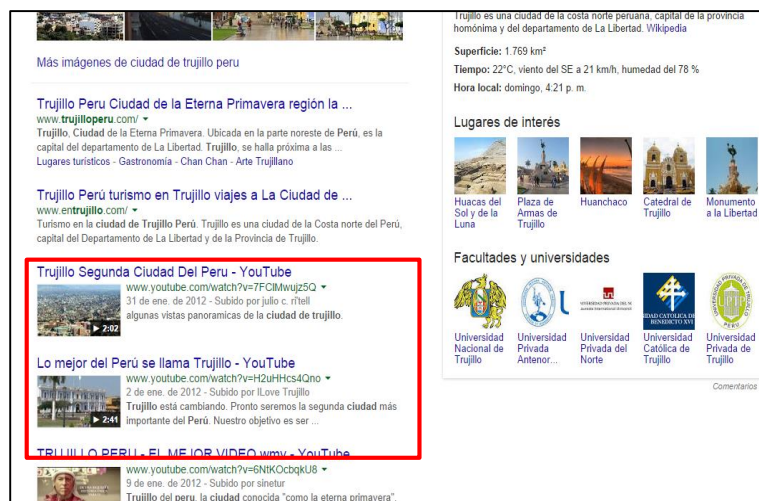 Más imágenes de ciudad de trujillo peru
Trujillo Peru Ciudad de la Eterna Primavera región la ...
www.trujilloperu.com/
Trujillo, Ciudad de la Eterna Primavera. Ubicada en la parte noreste de Perú, es la
capital del departamento de La Libertad. Trujillo, se halla próxima a las ...
Lugares turísticos - Gastronomía - Chan Chan - Arte Trujillano
Trujillo Perú turismo en Trujillo viajes a La Ciudad de ...
www.entrujillo.com/
Turismo en la ciudad de Trujillo Perú. Trujillo es una ciudad de la Costa norte del Perú,
capital del Departamento de La Libertad y de la Provincia de Trujillo.
Trujillo Segunda Ciudad Del Peru - YouTube
www.youtube.com/watch?v=7FCIMwujz5Q
31 de ene. de 2012 - Subido por julio c. ri'tell
algunas vistas panoramicas de la ciudad de trujillo.
2:02
Lo mejor del Perú se llama Trujillo - YouTube
www.youtube.com/watch?v=H2uHHcs4Qno
2 de ene. de 2012 - Subido por ILove Trujillo
Trujillo está cambiando. Pronto seremos la segunda ciudad más
importante del Perú. Nuestro objetivo es ser ...
2:41
TRUJILLO PERU - EL MEJOR VIDEO.wmv - YouTube
www.youtube.com/watch?v=6NtKOcbqkU8
9 de ene. de 2012 - Subido por sinetur
Trujillo del peru, la ciudad conocida "como la eterna primavera".
Trujillo es una ciudad de la costa norte peruana, capital de la provincia
homónima y del departamento de La Libertad. Wikipedia
Superficie: 1.769 km²
Tiempo: 22°C, viento del SE a 21 km/h, humedad del 78 %
Hora local: domingo, 4:21 p. m.
Lugares de interés
Huacas del Sol y de la Luna
Plaza de Armas de Trujillo
Huanchaco
Catedral de Trujillo
Monumento a la Libertad
Facultades y universidades
Universidad Nacional de Trujillo
Universidad Privada Antenor...
Universidad Privada del Norte
Universidad Católica de Trujillo
Universidad Privada de Trujillo
Comentarios